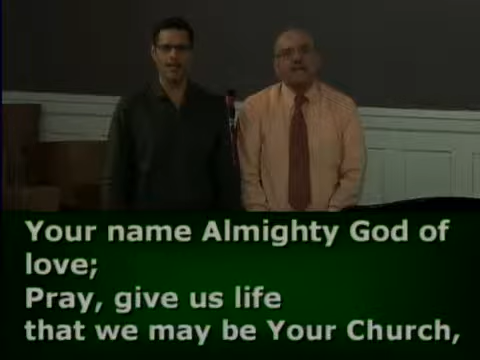 Your name Almighty God of
love;
Pray, give us life
that we may be Your Church,